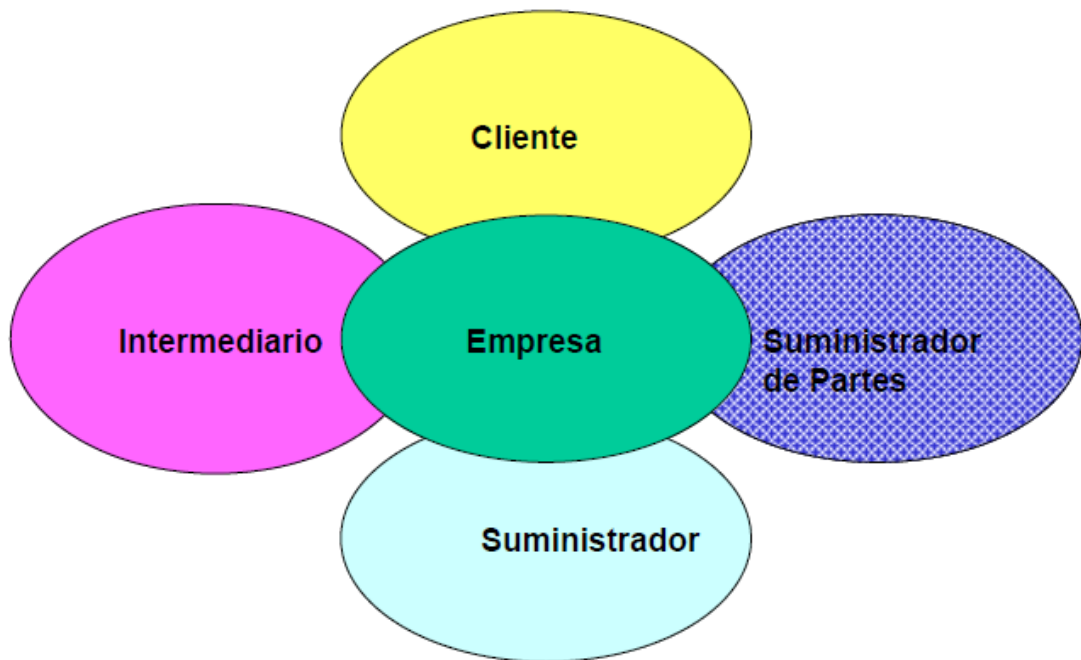 Cliente
Intermediario
Empresa
Suministrador
de Partes
Suministrador